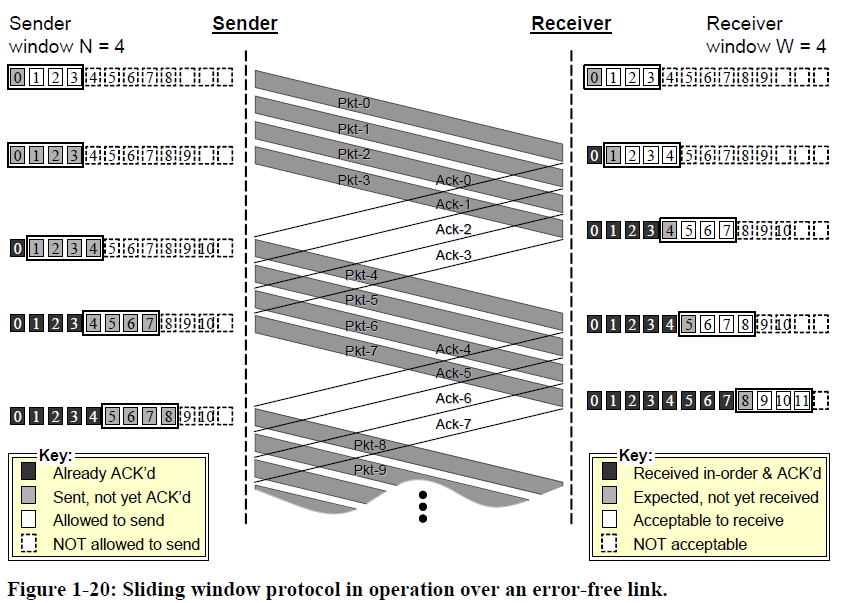 Sender
window N = 4
Sender
Receiver
Receiver
window W = 4
0 1 2 3 4 5 6 7 8
0 1 2 3 4 5 6 7 8 9
Pkt-0
Pkt-1
Pkt-2
Pkt-3
0 1 2 3 4 5 6 7 8 9
0 1 2 3 4 5 6 7 8 9
Ack-0
Ack-1
Ack-2
Ack-3
0 1 2 3 4 5 6 7 8 9 10
0 1 2 3 4 5 6 7 8 9 10
Pkt-4
Pkt-5
Pkt-6
Pkt-7
0 1 2 3 4 5 6 7 8 9 10
0 1 2 3 4 5 6 7 8 9 10
Ack-4
Ack-5
Ack-6
Ack-7
0 1 2 3 4 5 6 7 8 9 10
0 1 2 3 4 5 6 7 8 9 10 11
Pkt-8
Pkt-9
Key:
Already ACK'd
Sent, not yet ACK'd
Allowed to send
NOT allowed to send
Key:
Received in-order & ACK'd
Expected, not yet received
Acceptable to receive
NOT acceptable
Figure 1-20: Sliding window protocol in operation over an error-free link.